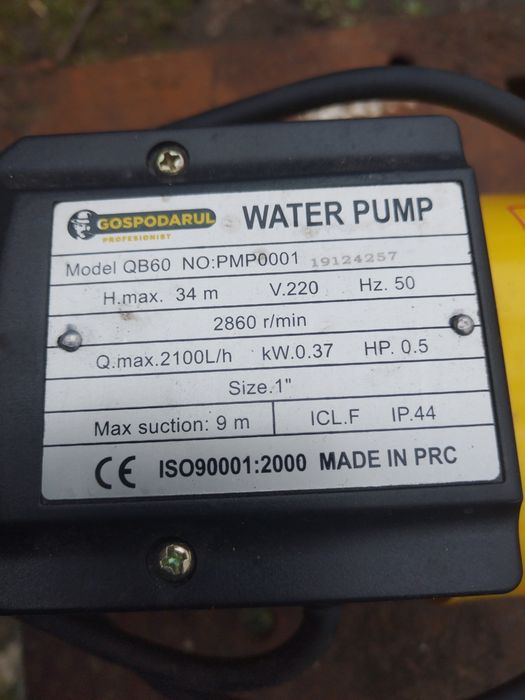 GOSPODARUL WATER PUMP
PROFESIONIST
Model QB60 NO:PMP0001 19124257
H.max. 34 m V.220 Hz. 50
2860 r/min
Q.max.2100L/h kW.0.37 HP. 0.5
Size.1"
Max suction: 9 m ICL.F IP.44
CE ISO90001:2000 MADE IN PRC